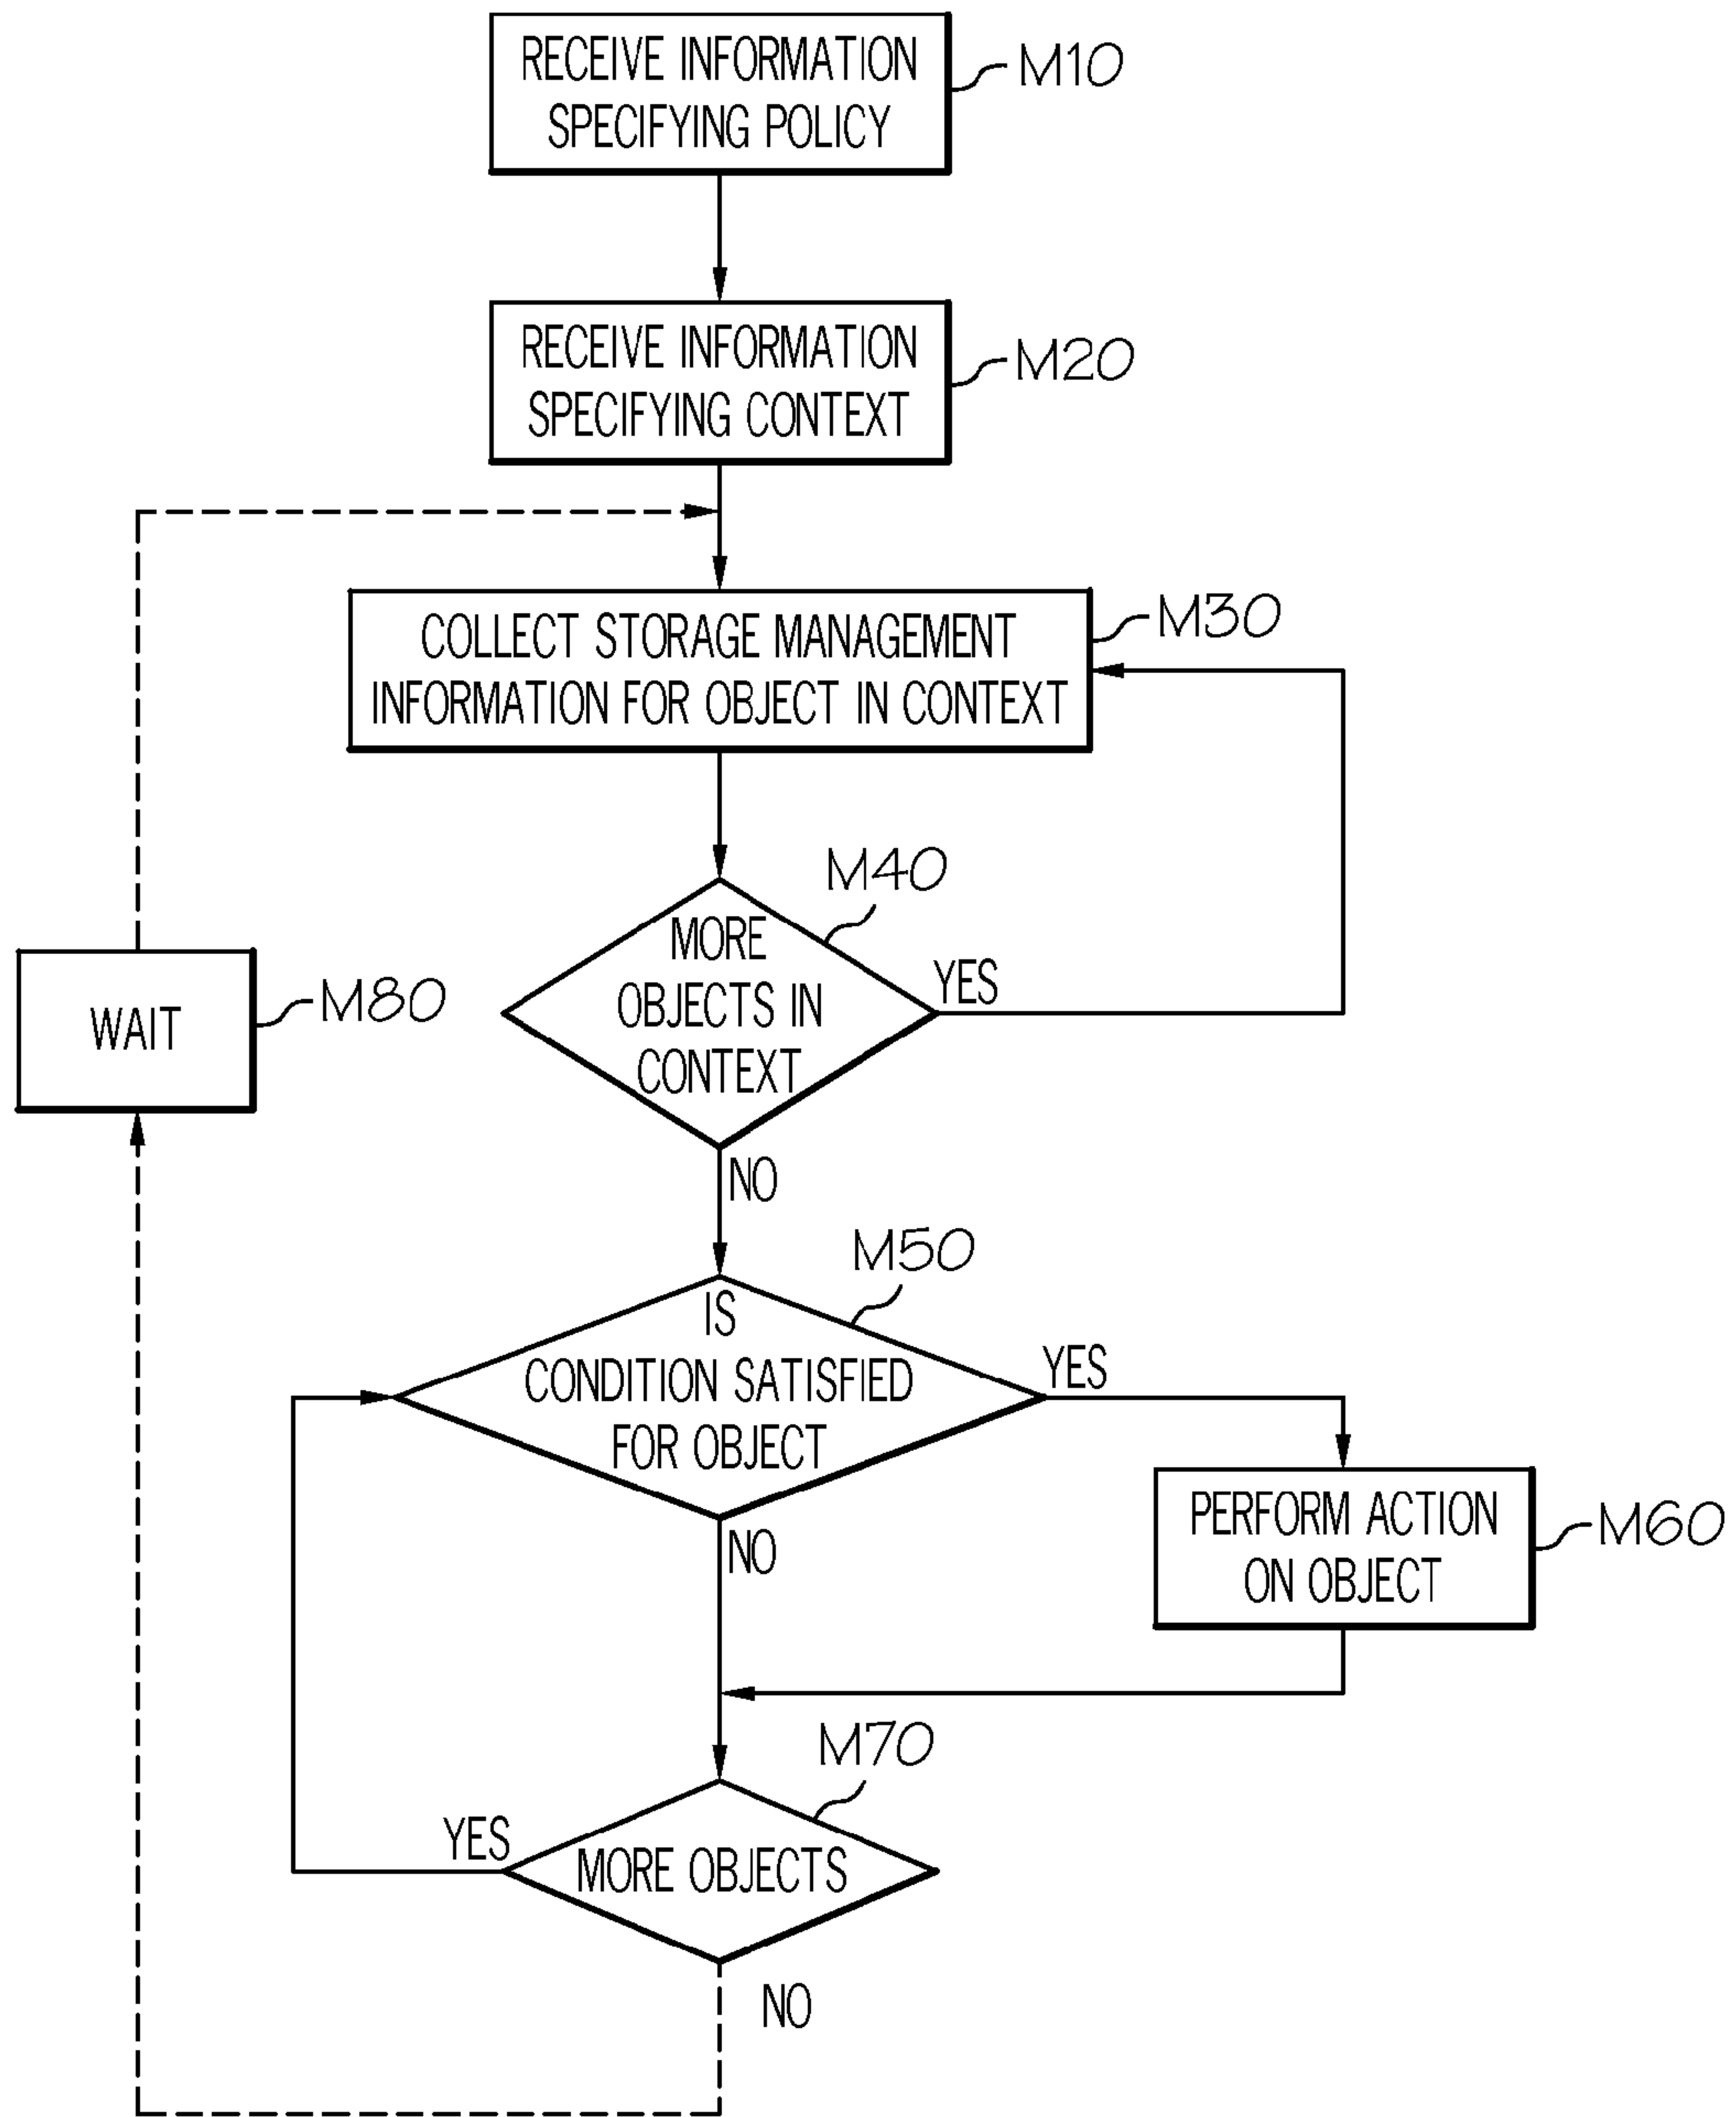 RECEIVE INFORMATION
SPECIFYING POLICY
M10
RECEIVE INFORMATION
SPECIFYING CONTEXT
M20
COLLECT STORAGE MANAGEMENT
INFORMATION FOR OBJECT IN CONTEXT
M30
M40
MORE
OBJECTS IN
CONTEXT
YES
WAIT
M80
NO
M50
IS
CONDITION SATISFIED
FOR OBJECT
YES
NO
PERFORM ACTION
ON OBJECT
M60
M70
YES
MORE OBJECTS
NO